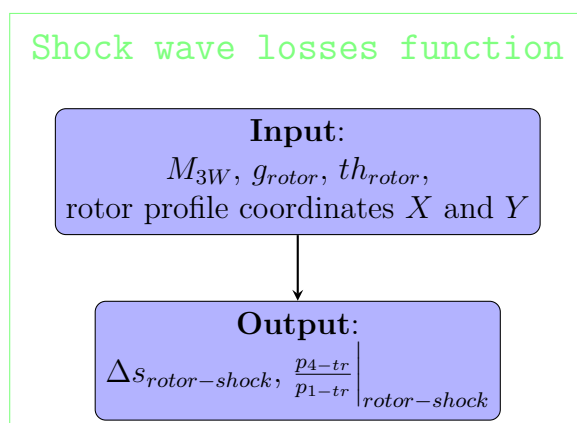 Shock wave losses function
Input:
M_{3W}, g_{rotor}, th_{rotor},
rotor profile coordinates X and Y
Output:
Δs_{rotor−shock}, \frac{p_{4−tr}}{p_{1−tr}}|_{rotor−shock}